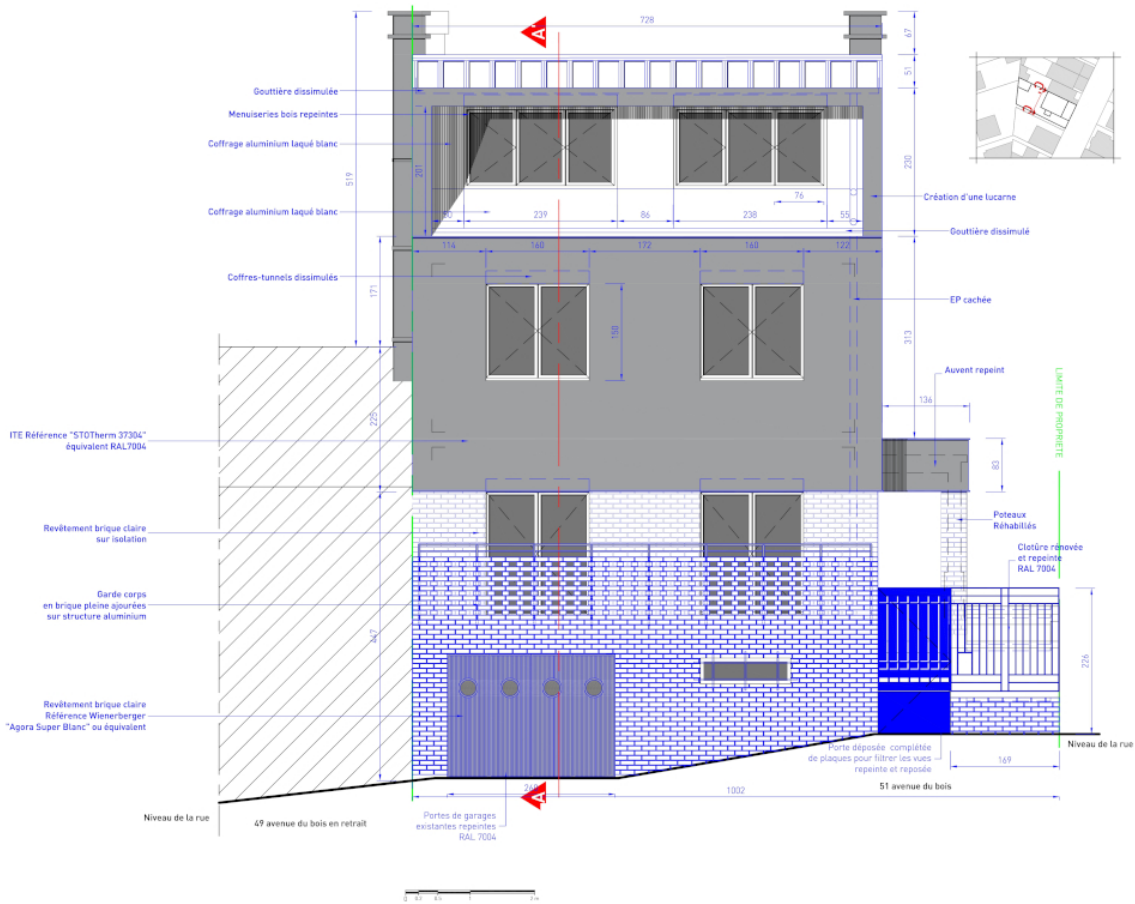 728
A'
67
51
Gouttière dissimulée
Menuiseries bois repeintes
Coffrage aluminium laqué blanc
519
201
230
76
Création d'une lucarne
Coffrage aluminium laqué blanc
50
239
86
238
55
Gouttière dissimulé
114
160
172
160
122
Coffres-tunnels dissimulés
171
150
EP cachée
313
Auvent repeint
136
LIMITE DE PROPRIETE
225
ITE Référence "STOTherm 37304"
équivalent RAL7004
83
Revêtement brique claire
sur isolation
Poteaux
Réhabillés
Clotûre rénovée
et repeinte
RAL 7004
Garde corps
en brique pleine ajourées
sur structure aluminium
447
226
Revêtement brique claire
Référence Wienerberger
"Agora Super Blanc" ou équivalent
Porte déposée complétée
de plaques pour filtrer les vues
repeinte et reposée
Niveau de la rue
169
260
1002
51 avenue du bois
Niveau de la rue
49 avenue du bois en retrait
Portes de garages
existantes repeintes
RAL 7004
0
1
2 m